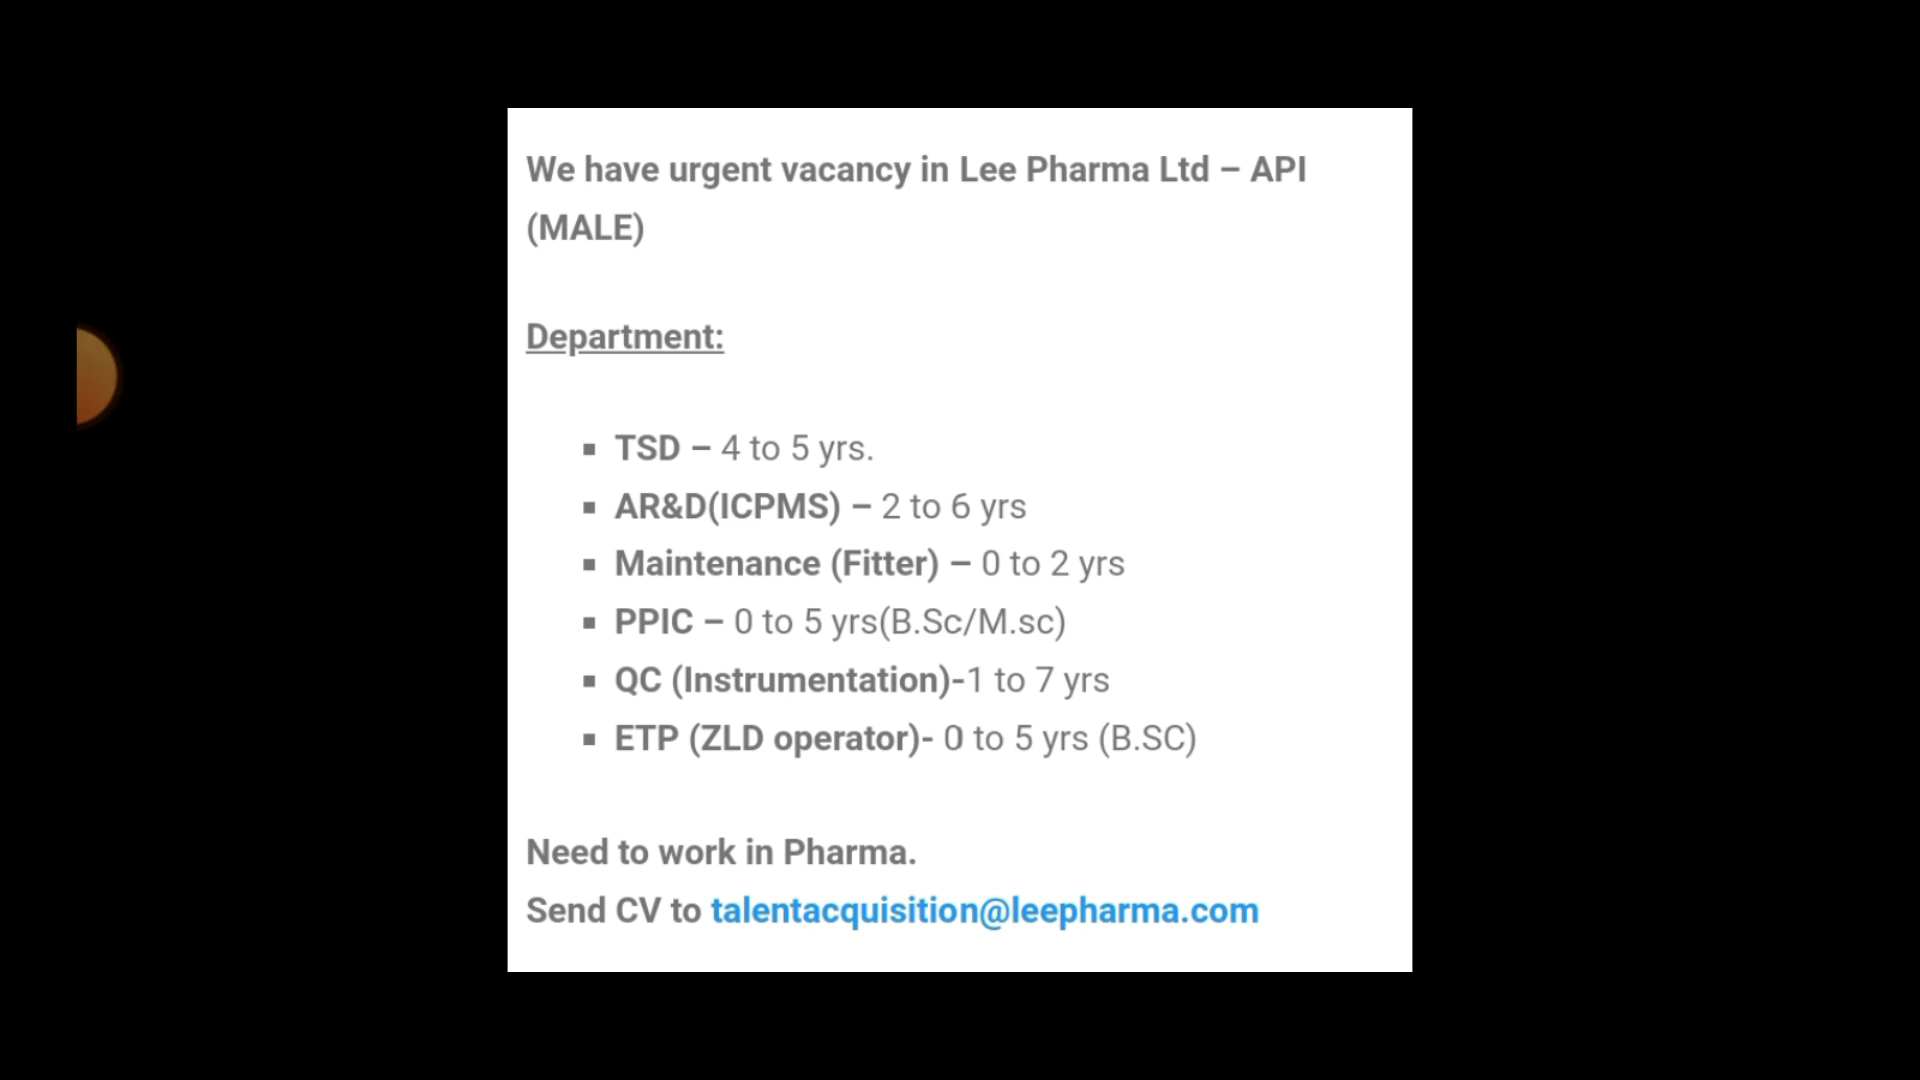 We have urgent vacancy in Lee Pharma Ltd – API
(MALE)
Department:
▪ TSD – 4 to 5 yrs.
▪ AR&D(ICPMS) – 2 to 6 yrs
▪ Maintenance (Fitter) – 0 to 2 yrs
▪ PPIC – 0 to 5 yrs(B.Sc/M.sc)
▪ QC (Instrumentation)-1 to 7 yrs
▪ ETP (ZLD operator)- 0 to 5 yrs (B.SC)
Need to work in Pharma.
Send CV to talentacquisition@leepharma.com